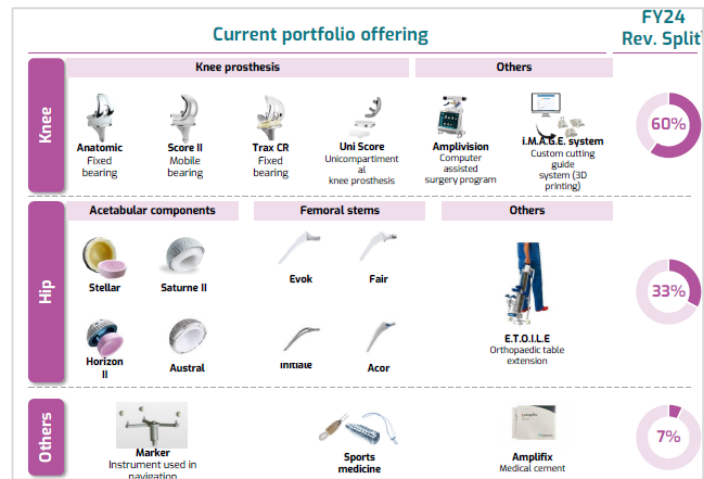 Current portfolio offering
FY24
Rev. Split
Knee
Knee prosthesis
Others
Anatomic
Fixed
bearing
Score II
Mobile
bearing
Trax CR
Fixed
bearing
Uni Score
Unicompartiment
al
knee prosthesis
Amplivision
Computer
assisted
surgery program
i.M.A.G.E. system
Custom cutting
guide
system (3D
printing)
60%
Hip
Acetabular components
Femoral stems
Others
Stellar
Saturne II
Evok
Fair
Horizon
II
Austral
Initiale
Acor
E.T.O.I.L.E
Orthopaedic table
extension
33%
Others
Marker
Instrument used in
navigation
Sports
medicine
Amplifix
Medical cement
7%